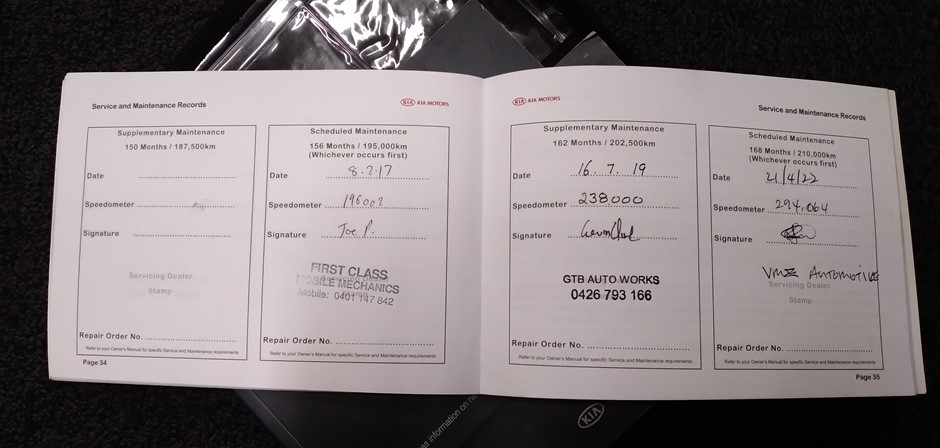 Service and Maintenance Records
KIA KIA MOTORS
Supplementary Maintenance
150 Months / 187,500km
Date
Speedometer
Signature
Servicing Dealer
Stamp
Repair Order No.
Refer to your Owner's Manual for specific Service and Maintenance requirements
Page 34
Scheduled Maintenance
156 Months / 195,000km
(Whichever occurs first)
Date 8.2.17
Speedometer 196002
Signature Joe P.
FIRST CLASS
MOBILE MECHANICS
Mobile: 0401 147 842
Repair Order No.
Refer to your Owner's Manual for specific Service and Maintenance requirements
KIA KIA MOTORS
Service and Maintenance Records
Supplementary Maintenance
162 Months / 202,500km
Date 16.7.19
Speedometer 238000
Signature
GTB AUTO WORKS
0426 793 166
Repair Order No.
Refer to your Owner's Manual for specific Service and Maintenance requirements
Scheduled Maintenance
168 Months / 210,000km
(Whichever occurs first)
Date 21/4/22
Speedometer 294,064
Signature
VME AUTOMOTIVE
Servicing Dealer
Stamp
Repair Order No.
Refer to your Owner's Manual for specific Service and Maintenance requirements
Page 35
as information on
KIA